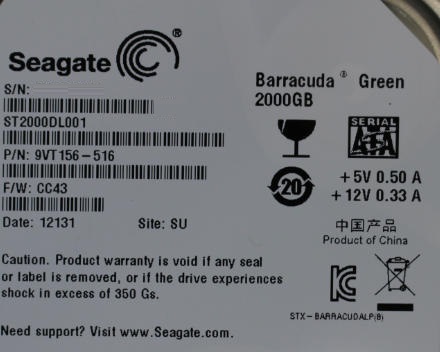 Seagate ®
S/N:
Barracuda ® Green
2000GB
ST2000DL001
P/N: 9VT156-516
SERIAL
ATA
F/W: CC43
20
+5V 0.50 A
+12V 0.33 A
Date: 12131 Site: SU
中国产品
Product of China
Caution. Product warranty is void if any seal
or label is removed, or if the drive experiences
shock in excess of 350 Gs.
STX-BARRACUDALP(B)
Need support? Visit www.Seagate.com.